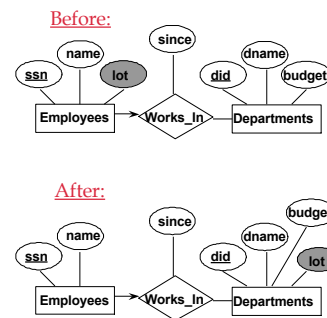 Before:
since
name
dname
ssn
lot
did
budget
Employees
Works_In
Departments
After:
budge
since
name
dname
ssn
did
lot
Employees
Works_In
Departments